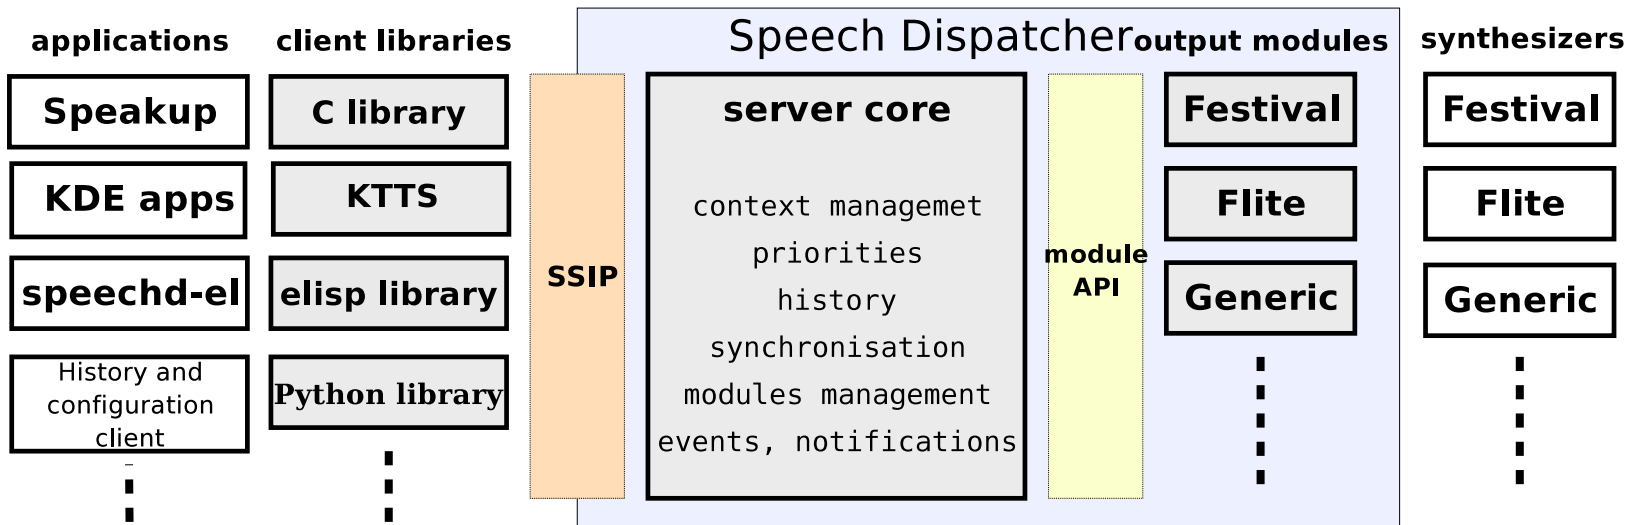 Speech Dispatcher
applications
client libraries
output modules
synthesizers
Speakup
KDE apps
speechd-el
History and
configuration
client
C library
KTTS
elisp library
Python library
SSIP
server core
context managemet
priorities
history
synchronisation
modules management
events, notifications
module
API
Festival
Flite
Generic
Festival
Flite
Generic